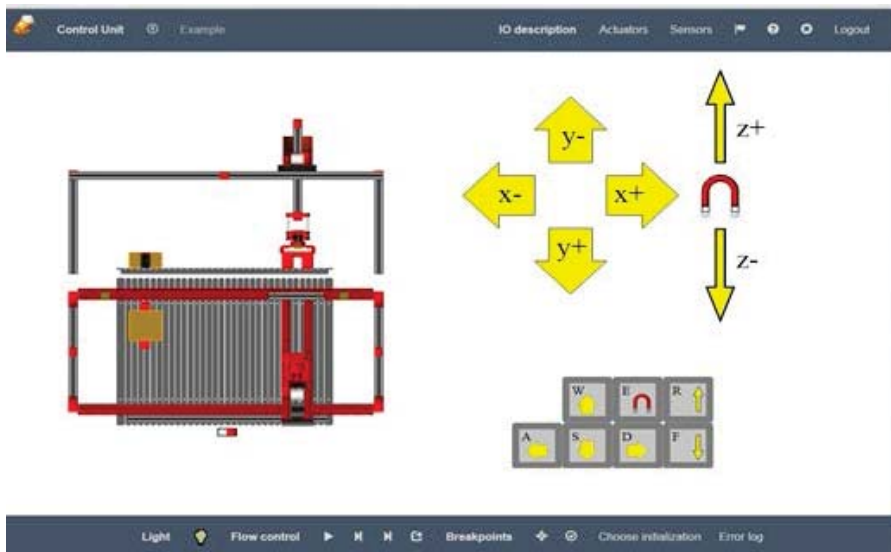 Control Unit Example IO description Actuators Sensors Logout
y-
x- x+
y+
z+
z-
W E R
A S D F
Light Flow control Breakpoints Choose initialization Error log